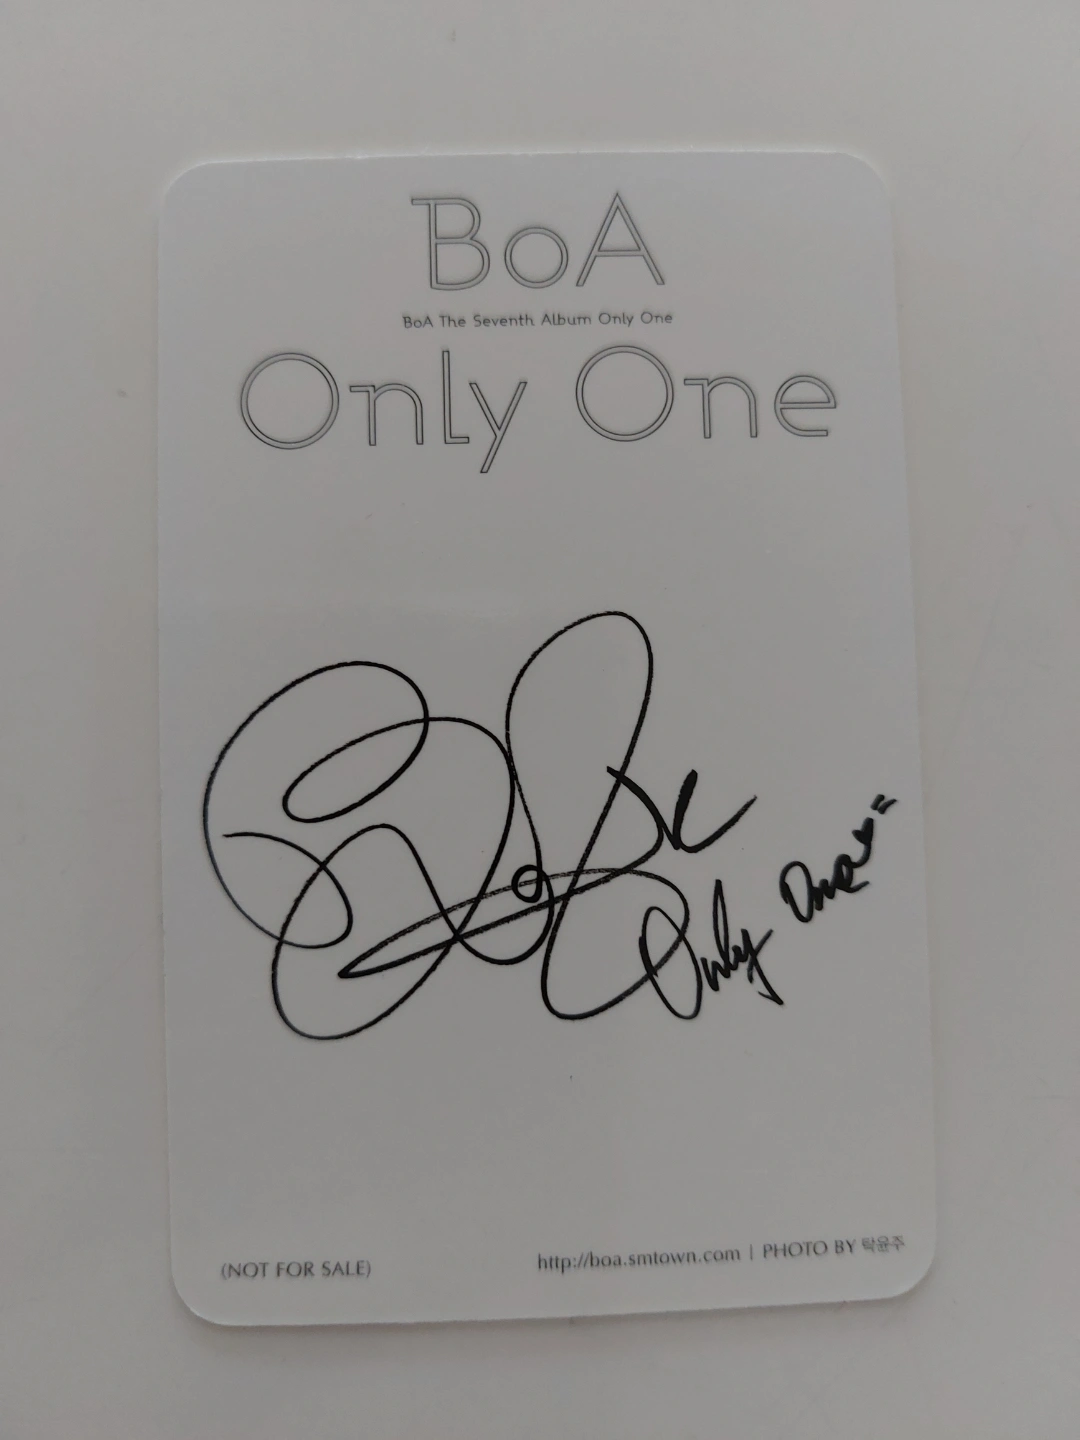 BoA
BoA The Seventh Album Only One
Only One
Only One
(NOT FOR SALE)
http://boa.smtown.com | PHOTO BY 탁윤주